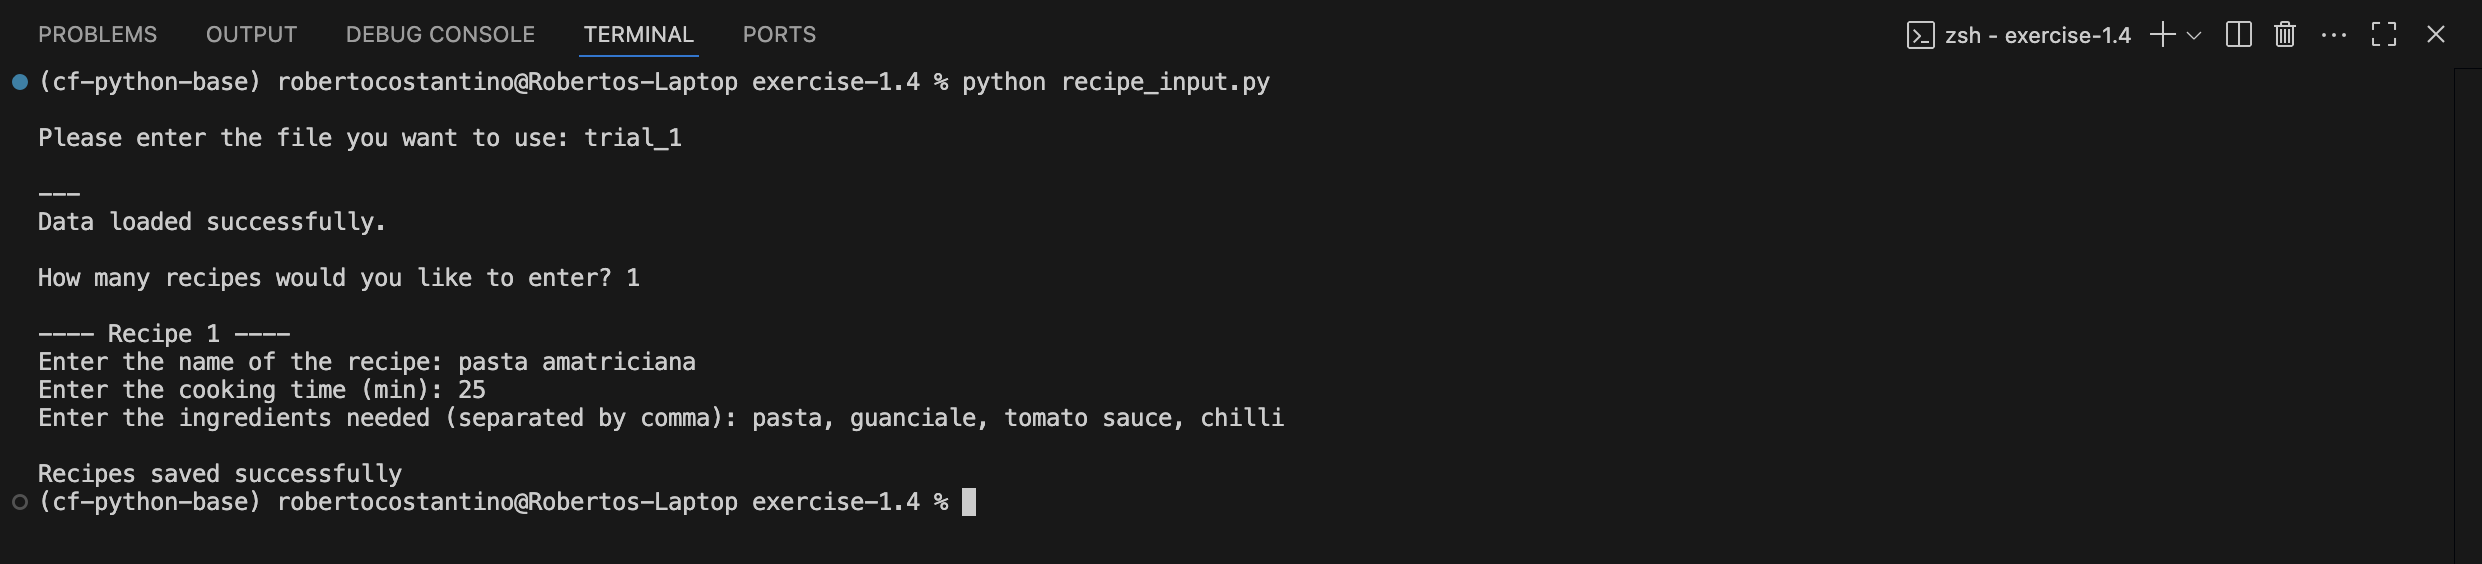 PROBLEMS OUTPUT DEBUG CONSOLE TERMINAL PORTS zsh - exercise-1.4
(cf-python-base) robertocostantino@Robertos-Laptop exercise-1.4 % python recipe_input.py
Please enter the file you want to use: trial_1
---
Data loaded successfully.
How many recipes would you like to enter? 1
---- Recipe 1 ----
Enter the name of the recipe: pasta amatriciana
Enter the cooking time (min): 25
Enter the ingredients needed (separated by comma): pasta, guanciale, tomato sauce, chilli
Recipes saved successfully
(cf-python-base) robertocostantino@Robertos-Laptop exercise-1.4 %